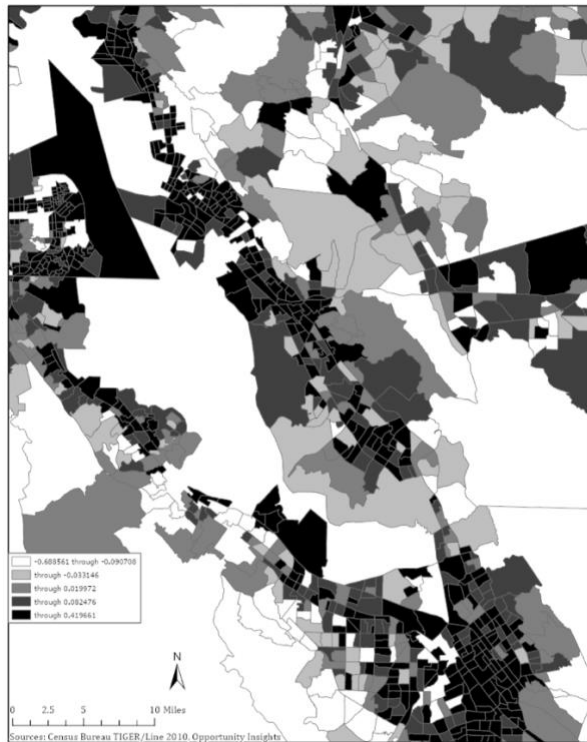 -0.688561 through -0.090708
through -0.033146
through 0.019972
through 0.082476
through 0.419661
N
0 2.5 5 10 Miles
Sources: Census Bureau TIGER/Line 2010. Opportunity Insights